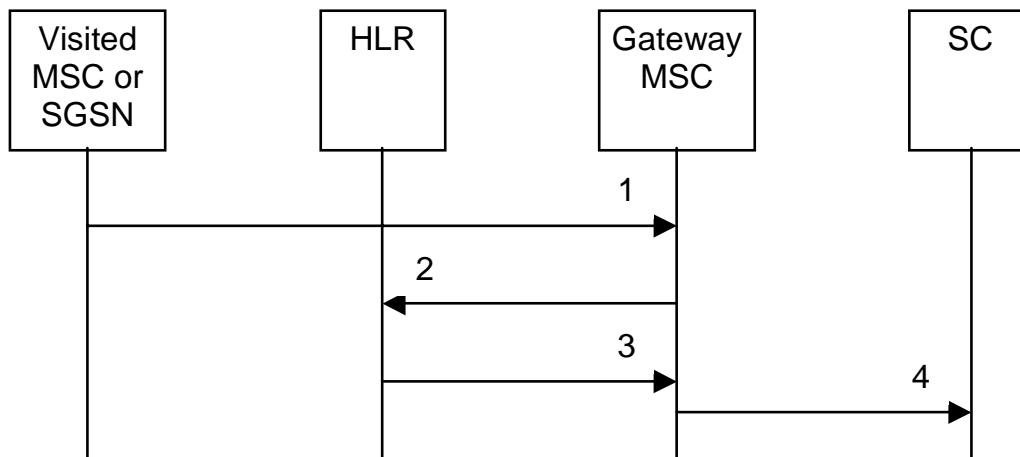 Visited
MSC or
SGSN
HLR
Gateway
MSC
SC
1
2
3
4